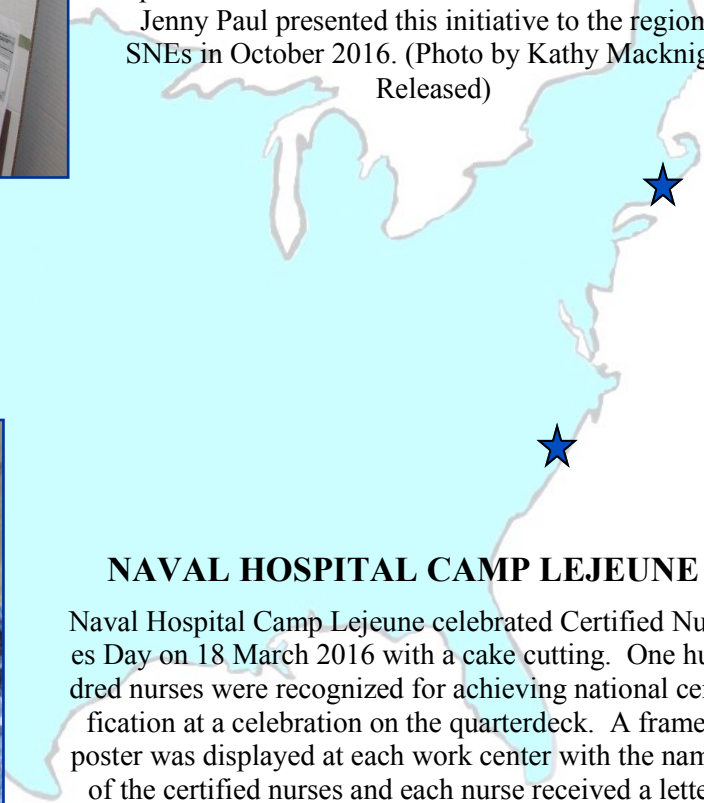 Jenny Paul presented this initiative to the region
SNEs in October 2016. (Photo by Kathy Macknig
Released)
NAVAL HOSPITAL CAMP LEJEUNE
Naval Hospital Camp Lejeune celebrated Certified Nu
es Day on 18 March 2016 with a cake cutting. One hu
dred nurses were recognized for achieving national cer
fication at a celebration on the quarterdeck. A frame
poster was displayed at each work center with the nam
of the certified nurses and each nurse received a lette